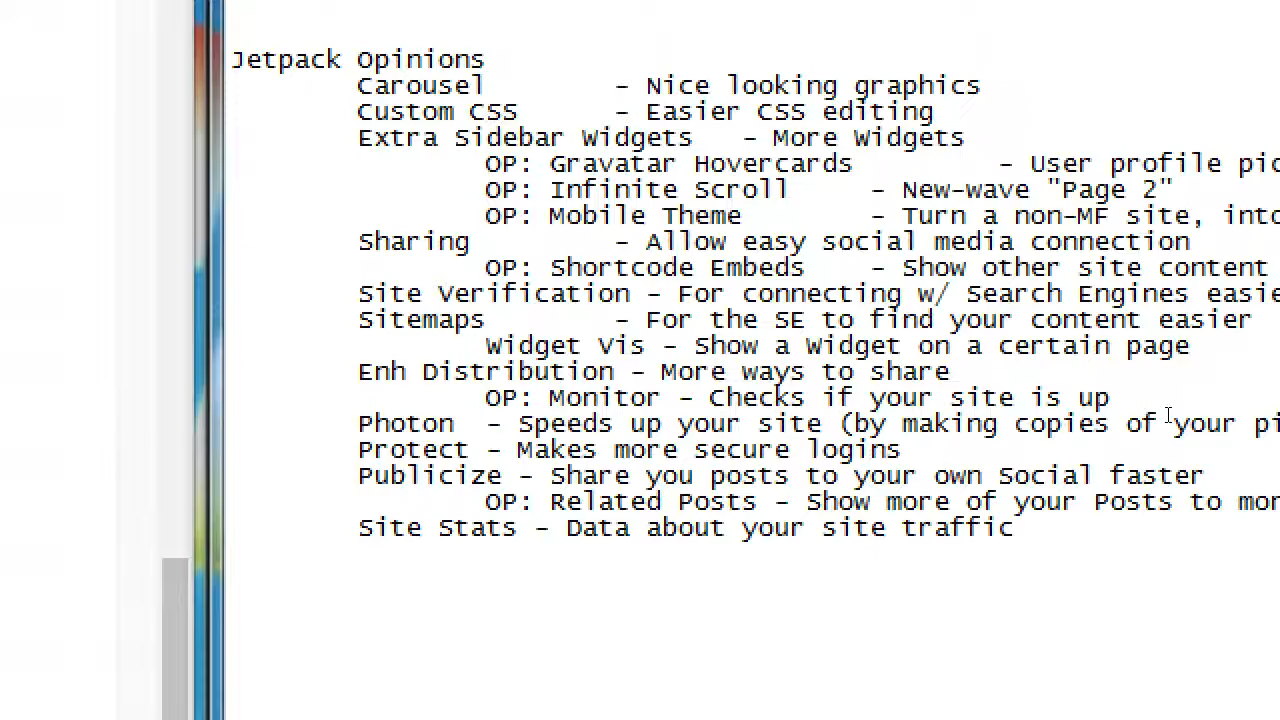 Jetpack Opinions
Carousel - Nice looking graphics
Custom CSS - Easier CSS editing
Extra Sidebar Widgets - More Widgets
OP: Gravatar Hovercards - User profile pic
OP: Infinite Scroll - New-wave "Page 2"
OP: Mobile Theme - Turn a non-MF site, into
Sharing - Allow easy social media connection
OP: Shortcode Embeds - Show other site content
Site Verification - For connecting w/ Search Engines easie
Sitemaps - For the SE to find your content easier
Widget Vis - Show a Widget on a certain page
Enh Distribution - More ways to share
OP: Monitor - Checks if your site is up
Photon - Speeds up your site (by making copies of your pi
Protect - Makes more secure logins
Publicize - Share you posts to your own Social faster
OP: Related Posts - Show more of your Posts to mor
Site Stats - Data about your site traffic